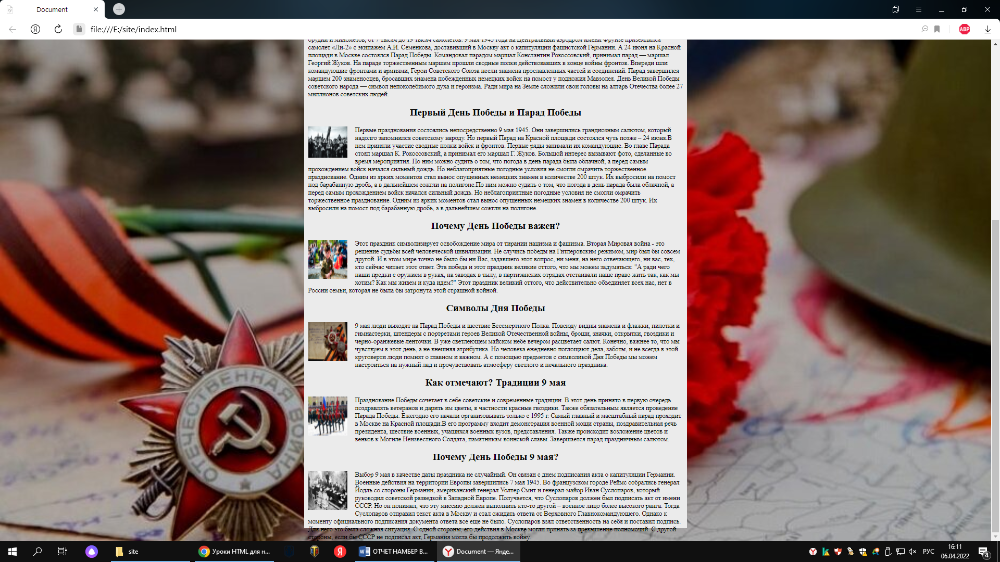 Document
file:///E:/site/index.html
ABP
орудий и минометов, от 7 тысяч до 19 тысяч самолетов. 9 мая 1945 года на Центральный аэродром имени Фрунзе приземлился
самолет «Ли-2» с экипажем А.И. Семенкова, доставивший в Москву акт о капитуляции фашистской Германии. А 24 июня на Красной
площади в Москве состоялся Парад Победы. Командовал парадом маршал Константин Рокоссовский, принимал парад — маршал
Георгий Жуков. На параде торжественным маршем прошли сводные полки действовавших в конце войны фронтов. Впереди шли
командующие фронтами и армиями, Герои Советского Союза несли знамена прославленных частей и соединений. Парад завершился
маршем 200 знаменосцев, бросавших знамена побежденных немецких войск на помост у подножия Мавзолея. День Великой Победы
советского народа — символ непоколебимого духа и героизма. Ради мира на Земле сложили свои головы на алтарь Отечества более 27
миллионов советских людей.
Первый День Победы и Парад Победы
Первые празднования состоялись непосредственно 9 мая 1945. Они завершились грандиозным салютом, который
надолго запомнился советскому народу. Но первый Парад на Красной площади состоялся чуть позже – 24 июня.В
нем приняли участие сводные полки войск и фронтов. Первые ряды занимали их командующие. Во главе Парада
стоял маршал К. Рокоссовский, а принимал его маршал Г. Жуков. Большой интерес вызывают фото, сделанные во
время мероприятия. По ним можно судить о том, что погода в день парада была облачной, а перед самым
прохождением войск начался сильный дождь. Но неблагоприятные погодные условия не смогли омрачить торжественное
празднование. Одним из ярких моментов стал вынос опущенных немецких знамен в количестве 200 штук. Их выбросили на помост
под барабанную дробь, а в дальнейшем сожгли на полигоне.По ним можно судить о том, что погода в день парада была облачной, а
перед самым прохождением войск начался сильный дождь. Но неблагоприятные погодные условия не смогли омрачить
торжественное празднование. Одним из ярких моментов стал вынос опущенных немецких знамен в количестве 200 штук. Их
выбросили на помост под барабанную дробь, а в дальнейшем сожгли на полигоне.
Почему День Победы важен?
Этот праздник символизирует освобождение мира от тирании нацизма и фашизма. Вторая Мировая война - это
решение судьбы всей человеческой цивилизации. Не случись победы на Гитлеровским режимом, мир был бы совсем
другой. И в этом мире точно не было бы ни Вас, задавшего этот вопрос, ни меня, на него отвечающего, ни вас, тех,
кто сейчас читает этот ответ. Эта победа и этот праздник великие оттого, что мы можем задуматься: "А ради чего
наши предки с оружием в руках, на заводах в тылу, в партизанских отрядах отстаивали наше право жить так, как мы
хотим? Как мы живем и куда идем?" Этот праздник великий оттого, что действительно объединяет всех нас, нет в
России семьи, которая не была бы затронута этой страшной войной.
Символы Дня Победы
9 мая люди выходят на Парад Победы и шествие Бессмертного Полка. Повсюду видны знамена и флажки, пилотки и
гимнастерки, штендеры с портретами героев Великой Отечественной войны, броши, значки, открытки, гвоздики и
черно-оранжевые ленточки. В уже светлеющем майском небе вечером расцветает салют. Конечно, важнее то, что мы
чувствуем в этот день, а не внешняя атрибутика. Но человека ежедневно поглощают дела, заботы, и не всегда в этой
круговерти люди помнят о главном и важном. А с помощью предметов с символикой Дня Победы мы можем
настроиться на нужный лад и прочувствовать атмосферу светлого и печального праздника.
Как отмечают? Традиции 9 мая
Празднование Победы сочетает в себе советские и современные традиции. В этот день принято в первую очередь
поздравлять ветеранов и дарить им цветы, в частности красные гвоздики. Также обязательным является проведение
Парада Победы. Ежегодно его начали организовывать только с 1995 г. Самый главный и масштабный парад проходит
в Москве на Красной площади.В его программу входит демонстрация военной мощи страны, поздравительная речь
президента, шествие военных, учащихся военных вузов, представления. Также происходит возложение цветов и
венков к Могиле Неизвестного Солдата, памятникам воинской славы. Завершается парад праздничным салютом.
Почему День Победы 9 мая?
Выбор 9 мая в качестве даты праздника не случайный. Он связан с днем подписания акта о капитуляции Германии.
Военные действия на территории Европы завершились 7 мая 1945. Во французском городе Реймс собрались генерал
Йодль со стороны Германии, американский генерал Уолтер Смит и генерал-майор Иван Суслопаров, который
руководил советской разведкой в Западной Европе. Получается, что Суслопаров должен был подписать акт от имени
СССР. Но он понимал, что эту миссию должен выполнить кто-то другой – военное лицо более высокого ранга. Тогда
Суслопаров отправил текст акта в Москву и стал ожидать ответа от Верховного Главнокомандующего. Однако к
моменту официального подписания документа ответа все еще не было. Суслопаров взял ответственность на себя и поставил подпись.
Для него это была сложная ситуация. С одной стороны, его действия в Москве могли принять за превышение полномочий. С другой
стороны, если бы СССР не подписал акт, Германия могла бы продолжить войну.
ОТЕЧЕСТВЕННАЯ ВОЙНА
site
Уроки HTML для н...
ОТЧЕТ НАМБЕР В...
Document — Янде...
РУС
16:11
06.04.2022
4